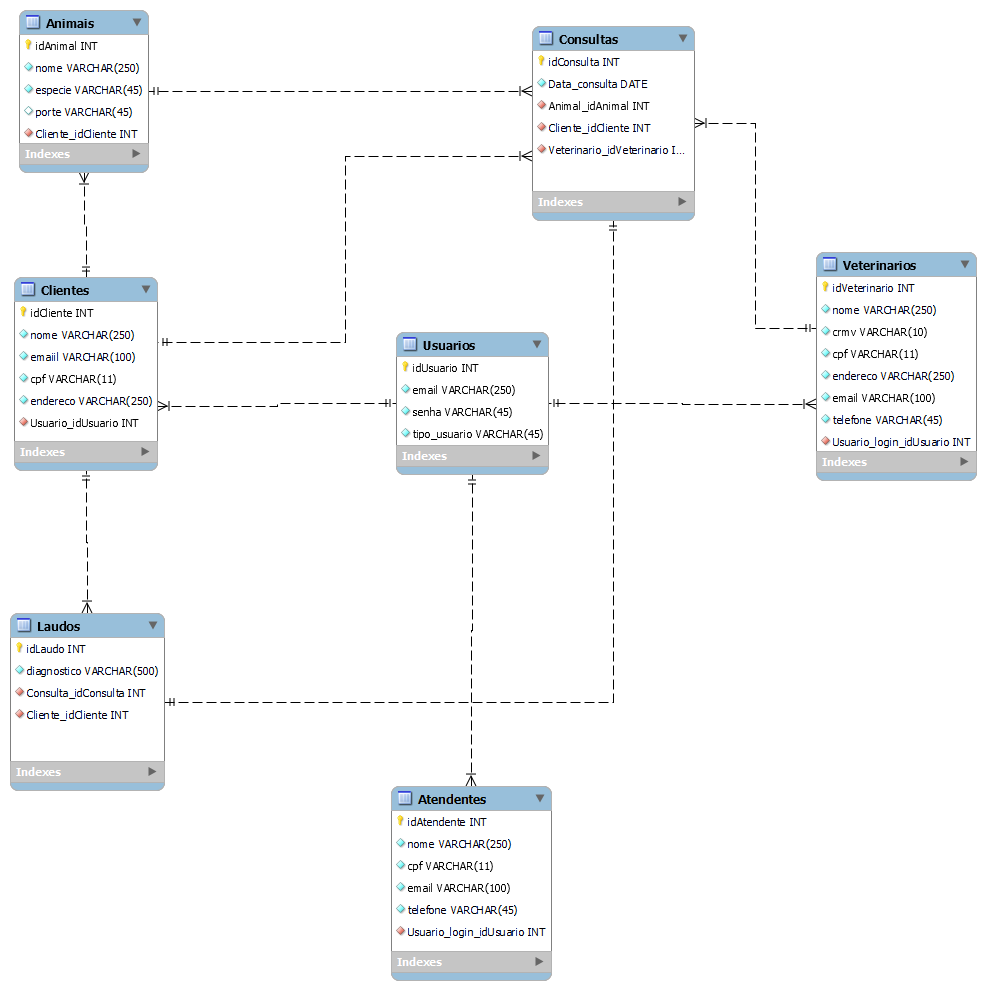 Animais
idAnimal INT
nome VARCHAR(250)
especie VARCHAR(45)
porte VARCHAR(45)
Cliente_idCliente INT
Indexes
Consultas
idConsulta INT
Data_consulta DATE
Animal_idAnimal INT
Cliente_idCliente INT
Veterinario_idVeterinario I...
Indexes
Clientes
idCliente INT
nome VARCHAR(250)
emaiil VARCHAR(100)
cpf VARCHAR(11)
endereco VARCHAR(250)
Usuario_idUsuario INT
Indexes
Usuarios
idUsuario INT
email VARCHAR(250)
senha VARCHAR(45)
tipo_usuario VARCHAR(45)
Indexes
Veterinarios
idVeterinario INT
nome VARCHAR(250)
crmv VARCHAR(10)
cpf VARCHAR(11)
endereco VARCHAR(250)
email VARCHAR(100)
telefone VARCHAR(45)
Usuario_login_idUsuario INT
Indexes
Laudos
idLaudo INT
diagnostico VARCHAR(500)
Consulta_idConsulta INT
Cliente_idCliente INT
Indexes
Atendentes
idAtendente INT
nome VARCHAR(250)
cpf VARCHAR(11)
email VARCHAR(100)
telefone VARCHAR(45)
Usuario_login_idUsuario INT
Indexes